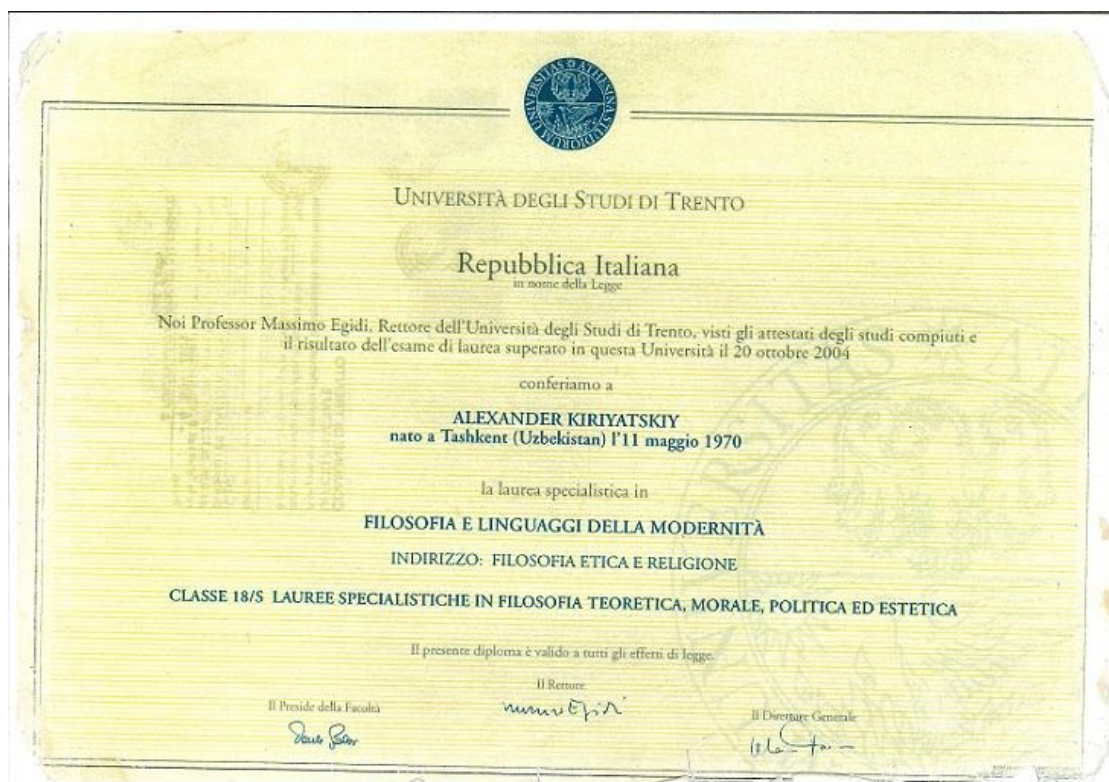 UNIVERSITÀ DEGLI STUDI DI TRENTO
Repubblica Italiana
in nome della Legge
Noi Professor Massimo Egidi, Rettore dell'Università degli Studi di Trento, visti gli attestati degli studi compiuti e
il risultato dell'esame di laurea superato in questa Università il 20 ottobre 2004
conferiamo a
ALEXANDER KIRIYATSKIY
nato a Tashkent (Uzbekistan) l'11 maggio 1970
la laurea specialistica in
FILOSOFIA E LINGUAGGI DELLA MODERNITÀ
INDIRIZZO: FILOSOFIA ETICA E RELIGIONE
CLASSE 18/S LAUREE SPECIALISTICHE IN FILOSOFIA TEORETICA, MORALE, POLITICA ED ESTETICA
Il presente diploma è valido a tutti gli effetti di legge.
Il Rettore
Il Preside della Facoltà
Il Direttore Generale